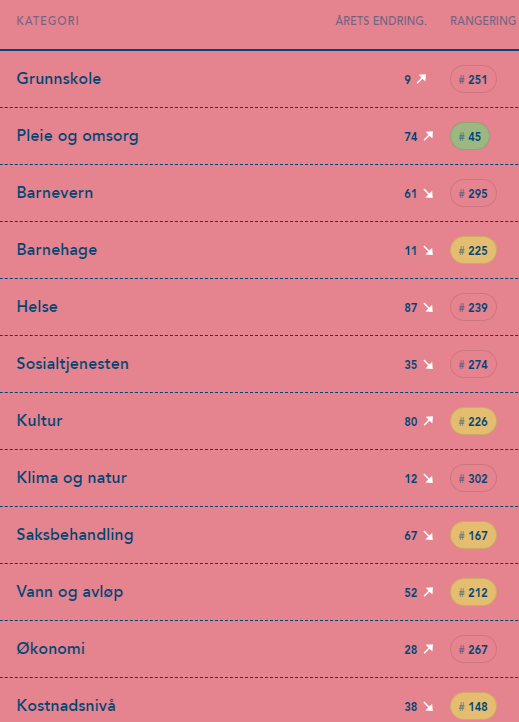 KATEGORI ÅRETS ENDRING. RANGERING
Grunnskole 9 ↗ # 251
Pleie og omsorg 74 ↗ # 45
Barnevern 61 ↘ # 295
Barnehage 11 ↘ # 225
Helse 87 ↘ # 239
Sosialtjenesten 35 ↘ # 274
Kultur 80 ↗ # 226
Klima og natur 12 ↘ # 302
Saksbehandling 67 ↘ # 167
Vann og avløp 52 ↗ # 212
Økonomi 28 ↗ # 267
Kostnadsnivå 38 ↘ # 148